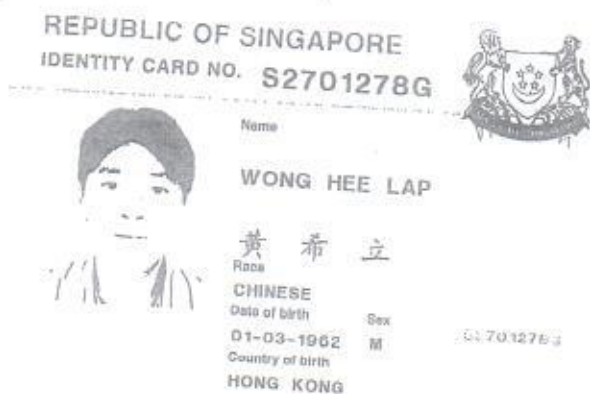 REPUBLIC OF SINGAPORE
IDENTITY CARD NO. S2701278G
Name
WONG HEE LAP
黄希立
Race
CHINESE
Date of birth Sex
01-03-1962 M
Country of birth
HONG KONG